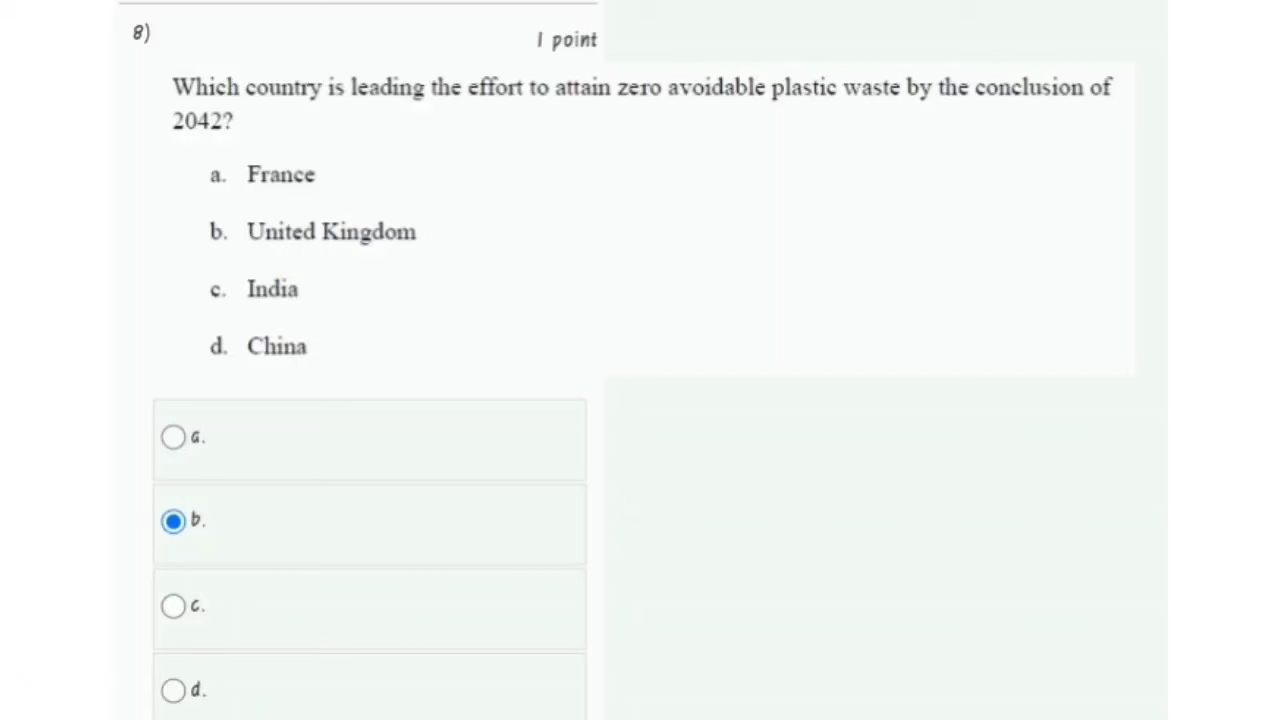 8)
1 point
Which country is leading the effort to attain zero avoidable plastic waste by the conclusion of
2042?
a. France
b. United Kingdom
c. India
d. China
a.
b.
c.
d.